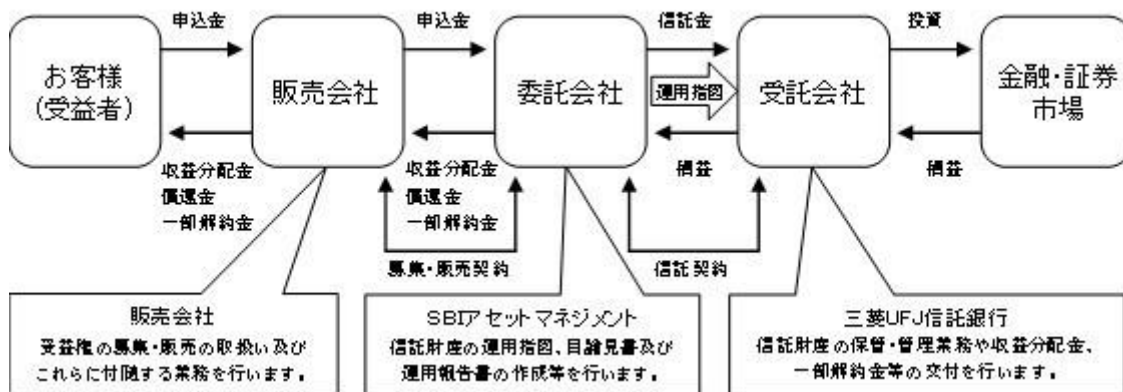 申込金
申込金
信託金
投資
お客様
(受益者)
販売会社
委託会社
運用指図
受託会社
金融・証券
市場
収益分配金
償還金
一部解約金
収益分配金
償還金
一部解約金
損益
損益
募集・販売契約
信託契約
販売会社
受益権の募集・販売の取扱い及び
これらに付随する業務を行います。
SBIアセットマネジメント
信託財産の運用指図、目論見書及び
運用報告書の作成等を行います。
三菱UFJ信託銀行
信託財産の保管・管理業務や収益分配金、
一部解約金等の交付を行います。